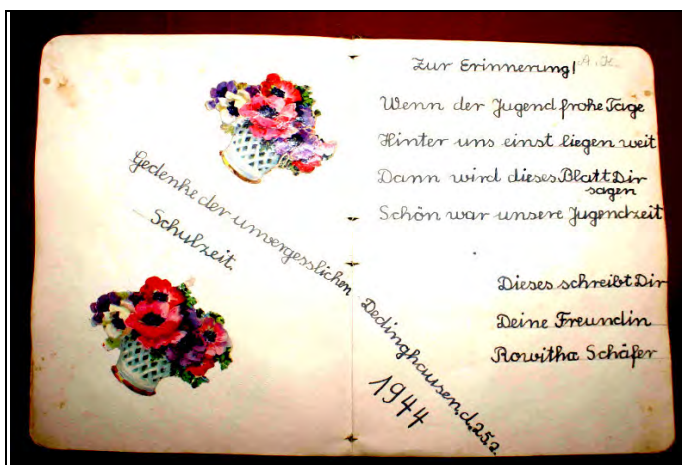 Gedenke der unvergesslichen
Schulzeit.
Zur Erinnerung!
Wenn der Jugend frohe Tage
Hinter uns einst liegen weit
Dann wird dieses Blatt Dir
sagen
Schön war unsere Jugendzeit
Dieses schreibt Dir
Deine Freundin
Rowitha Schäfer
Dedinghausen, d, 25.2.
1944